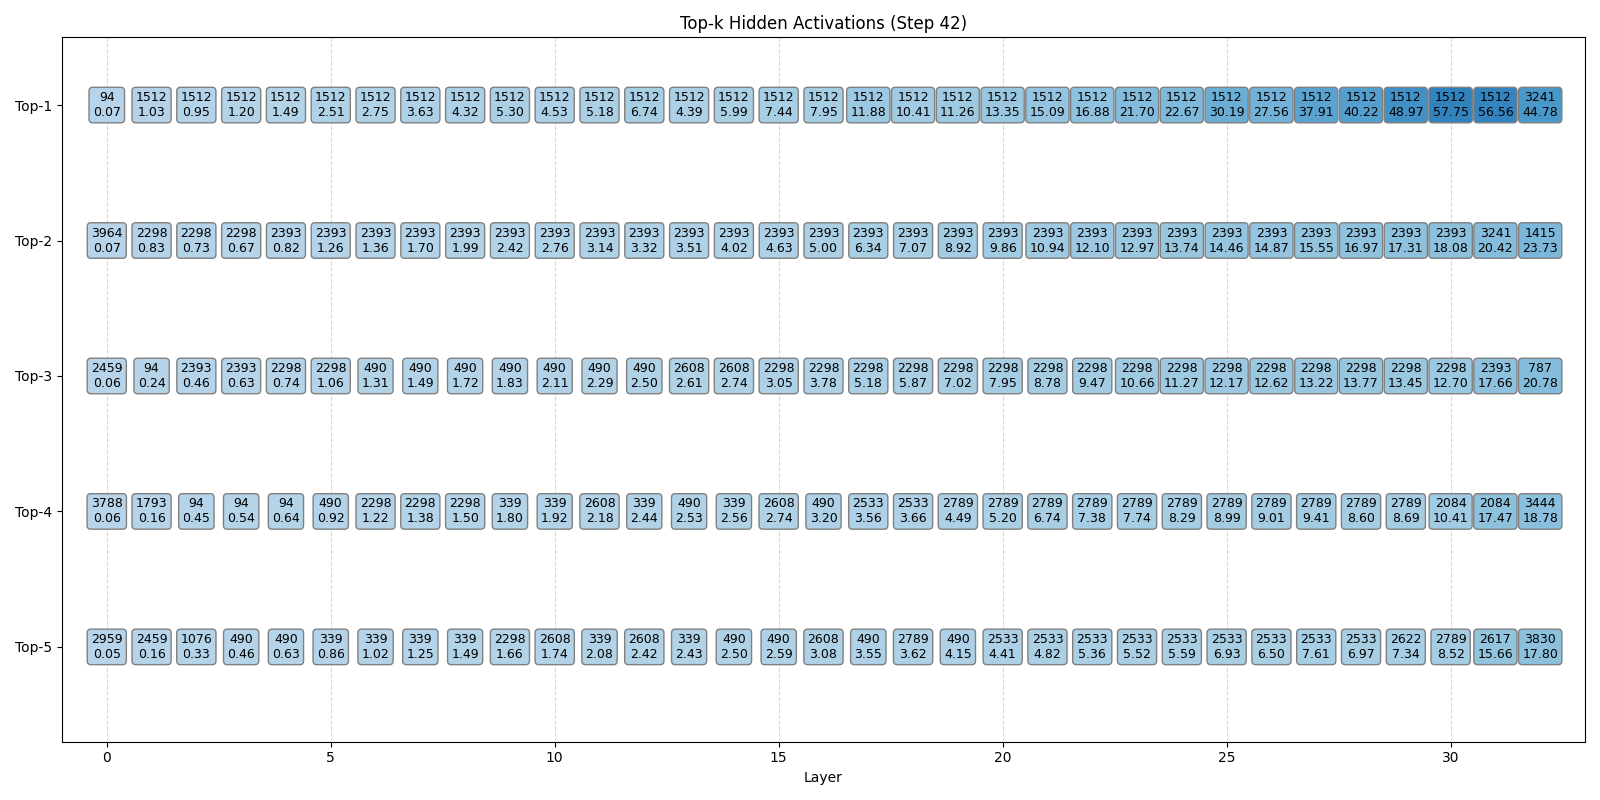 Top-k Hidden Activations (Step 42)
Top-1
94 1512 1512 1512 1512 1512 1512 1512 1512 1512 1512 1512 1512 1512 1512 1512 1512 1512 1512 1512 1512 1512 1512 1512 1512 1512 1512 1512 1512 1512 1512 1512 3241
0.07 1.03 0.95 1.20 1.49 2.51 2.75 3.63 4.32 5.30 4.53 5.18 6.74 4.39 5.99 7.44 7.95 11.88 10.41 11.26 13.35 15.09 16.88 21.70 22.67 30.19 27.56 37.91 40.22 48.97 57.75 56.56 44.78
Top-2
3964 2298 2298 2298 2393 2393 2393 2393 2393 2393 2393 2393 2393 2393 2393 2393 2393 2393 2393 2393 2393 2393 2393 2393 2393 2393 2393 2393 2393 2393 2393 3241 1415
0.07 0.83 0.73 0.67 0.82 1.26 1.36 1.70 1.99 2.42 2.76 3.14 3.32 3.51 4.02 4.63 5.00 6.34 7.07 8.92 9.86 10.94 12.10 12.97 13.74 14.46 14.87 15.55 16.97 17.31 18.08 20.42 23.73
Top-3
2459 94 2393 2393 2298 2298 490 490 490 490 490 490 490 2608 2608 2298 2298 2298 2298 2298 2298 2298 2298 2298 2298 2298 2298 2298 2298 2298 2298 2393 787
0.06 0.24 0.46 0.63 0.74 1.06 1.31 1.49 1.72 1.83 2.11 2.29 2.50 2.61 2.74 3.05 3.78 5.18 5.87 7.02 7.95 8.78 9.47 10.66 11.27 12.17 12.62 13.22 13.77 13.45 12.70 17.66 20.78
Top-4
3788 1793 94 94 94 490 2298 2298 2298 339 339 2608 339 490 339 2608 490 2533 2533 2789 2789 2789 2789 2789 2789 2789 2789 2789 2789 2789 2084 2084 3444
0.06 0.16 0.45 0.54 0.64 0.92 1.22 1.38 1.50 1.80 1.92 2.18 2.44 2.53 2.56 2.74 3.20 3.56 3.66 4.49 5.20 6.74 7.38 7.74 8.29 8.99 9.01 9.41 8.60 8.69 10.41 17.47 18.78
Top-5
2959 2459 1076 490 490 339 339 339 339 2298 2608 339 2608 339 490 490 2608 490 2789 490 2533 2533 2533 2533 2533 2533 2533 2533 2533 2622 2789 2617 3830
0.05 0.16 0.33 0.46 0.63 0.86 1.02 1.25 1.49 1.66 1.74 2.08 2.42 2.43 2.50 2.59 3.08 3.55 3.62 4.15 4.41 4.82 5.36 5.52 5.59 6.93 6.50 7.61 6.97 7.34 8.52 15.66 17.80
0 5 10 15 20 25 30
Layer